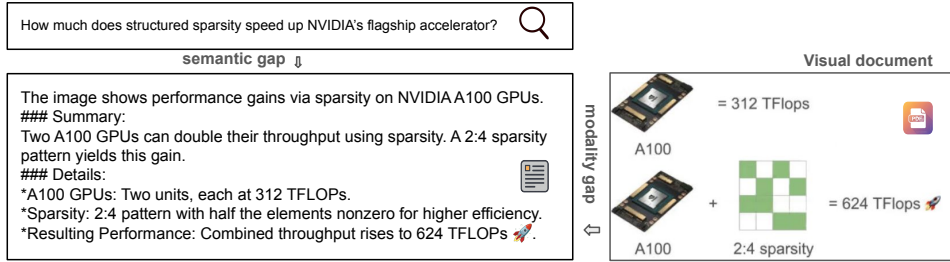 How much does structured sparsity speed up NVIDIA's flagship accelerator?
semantic gap ⇩
Visual document
The image shows performance gains via sparsity on NVIDIA A100 GPUs.
### Summary:
Two A100 GPUs can double their throughput using sparsity. A 2:4 sparsity
pattern yields this gain.
### Details:
*A100 GPUs: Two units, each at 312 TFLOPs.
*Sparsity: 2:4 pattern with half the elements nonzero for higher efficiency.
*Resulting Performance: Combined throughput rises to 624 TFLOPs 🚀.
modality gap ⇩
= 312 TFlops
PDF
A100
+
= 624 TFlops 🚀
A100
2:4 sparsity